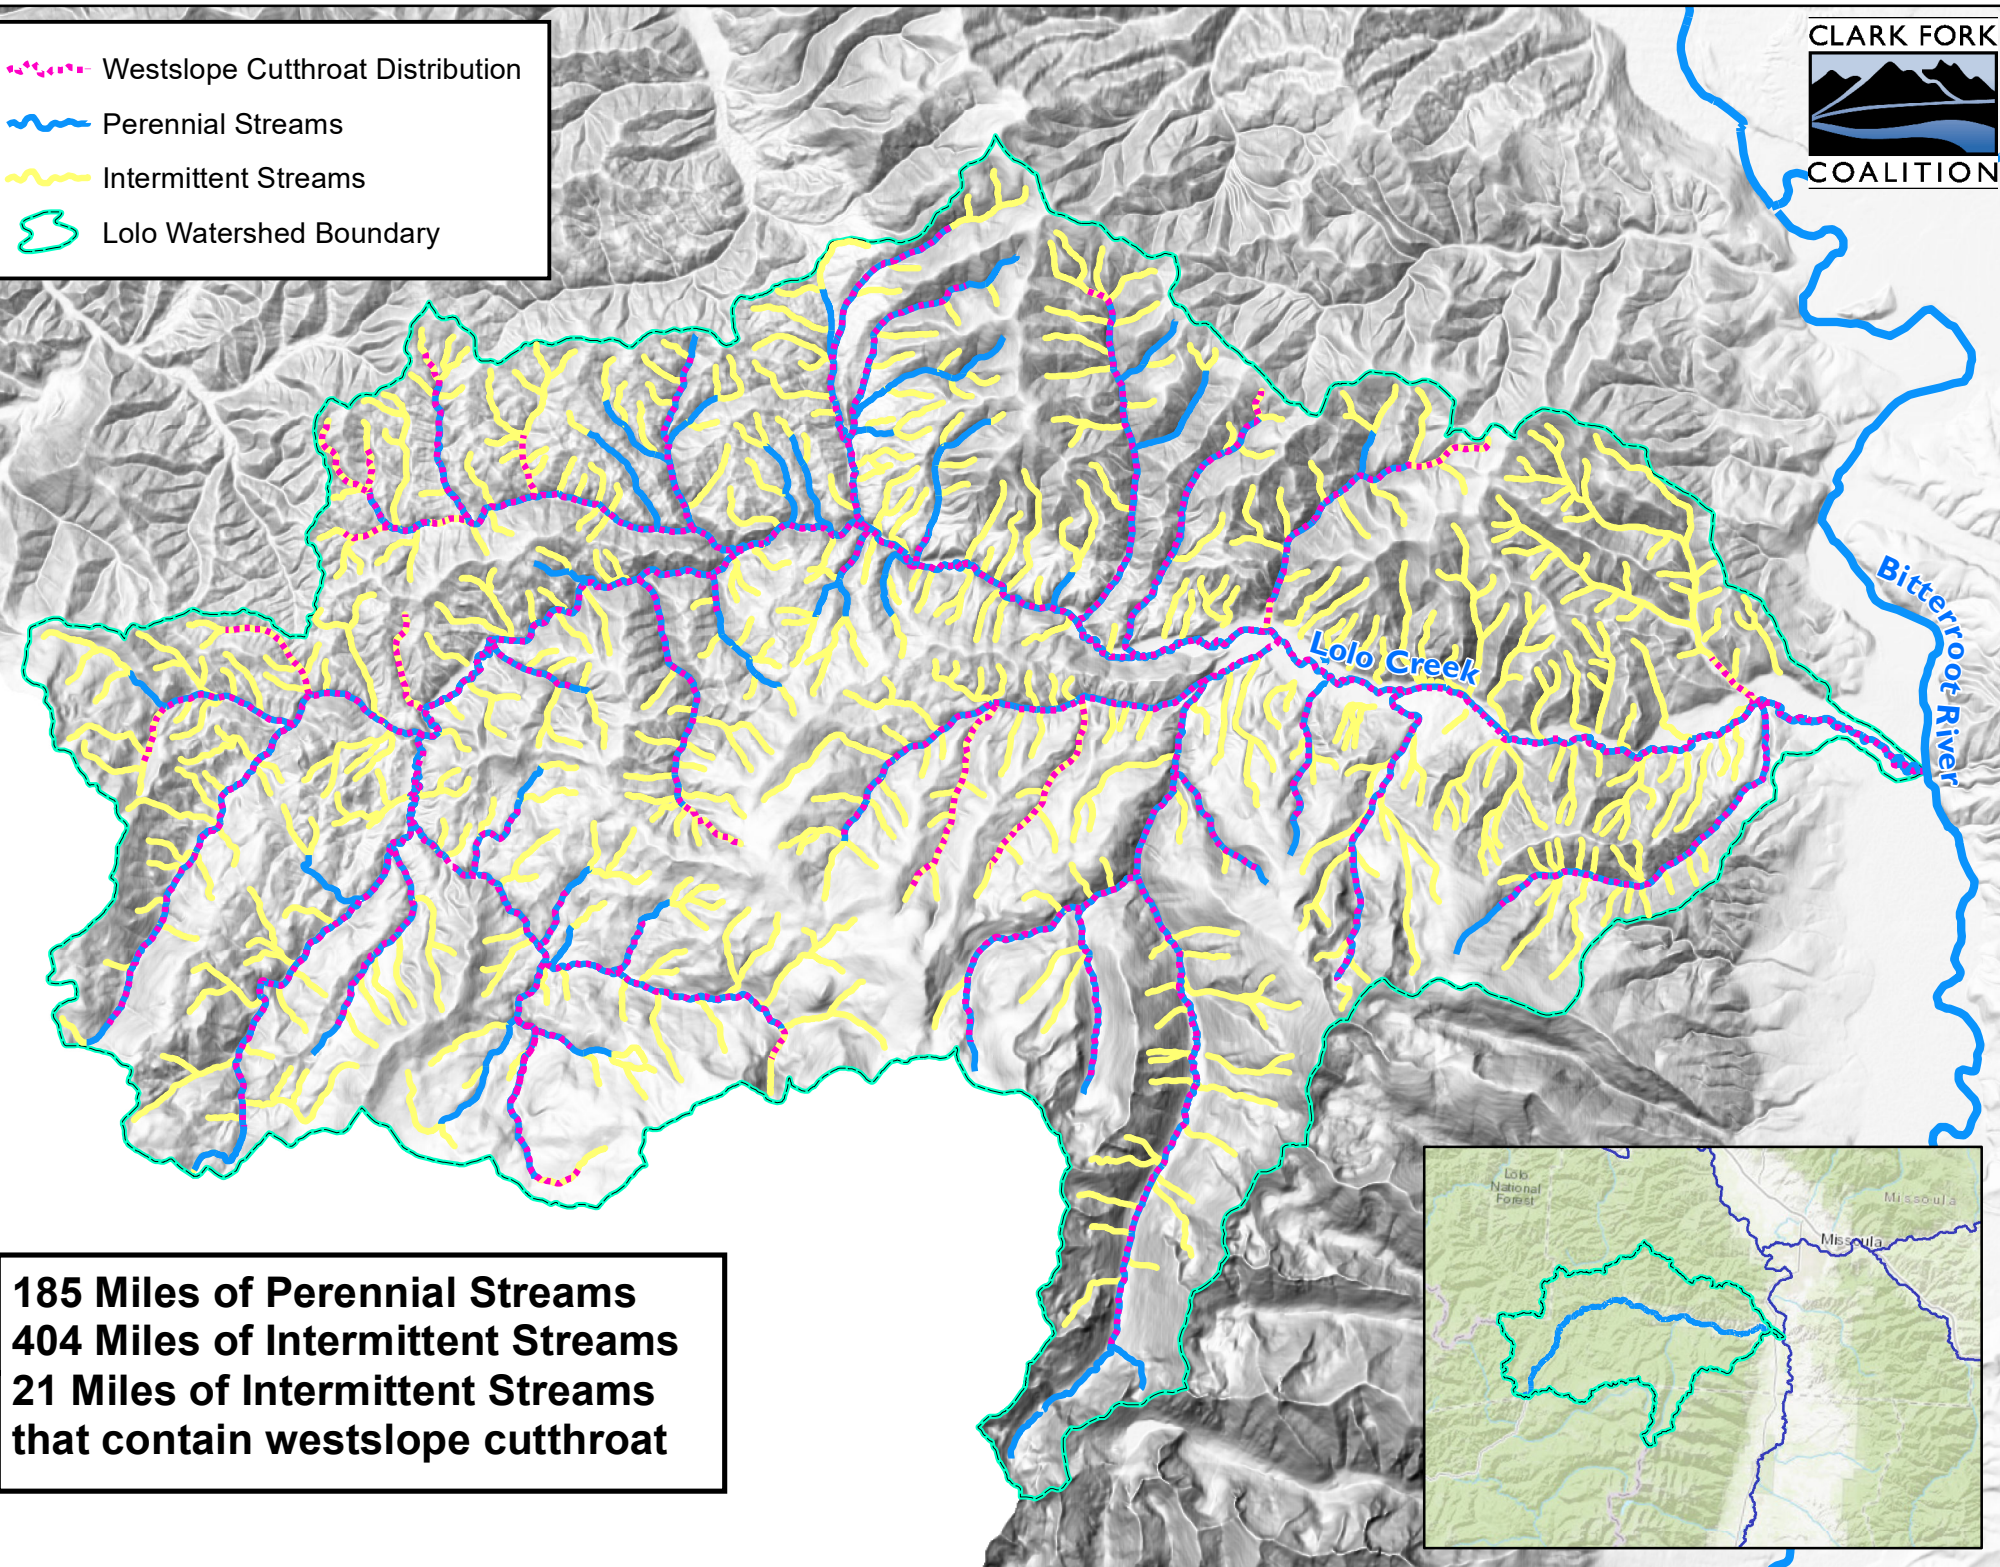 Westslope Cutthroat Distribution
Perennial Streams
Intermittent Streams
Lolo Watershed Boundary
CLARK FORK
COALITION
Bitterroot River
Lolo Creek
185 Miles of Perennial Streams
404 Miles of Intermittent Streams
21 Miles of Intermittent Streams
that contain westslope cutthroat
Lolo
National
Forest
Missoula
Missoula